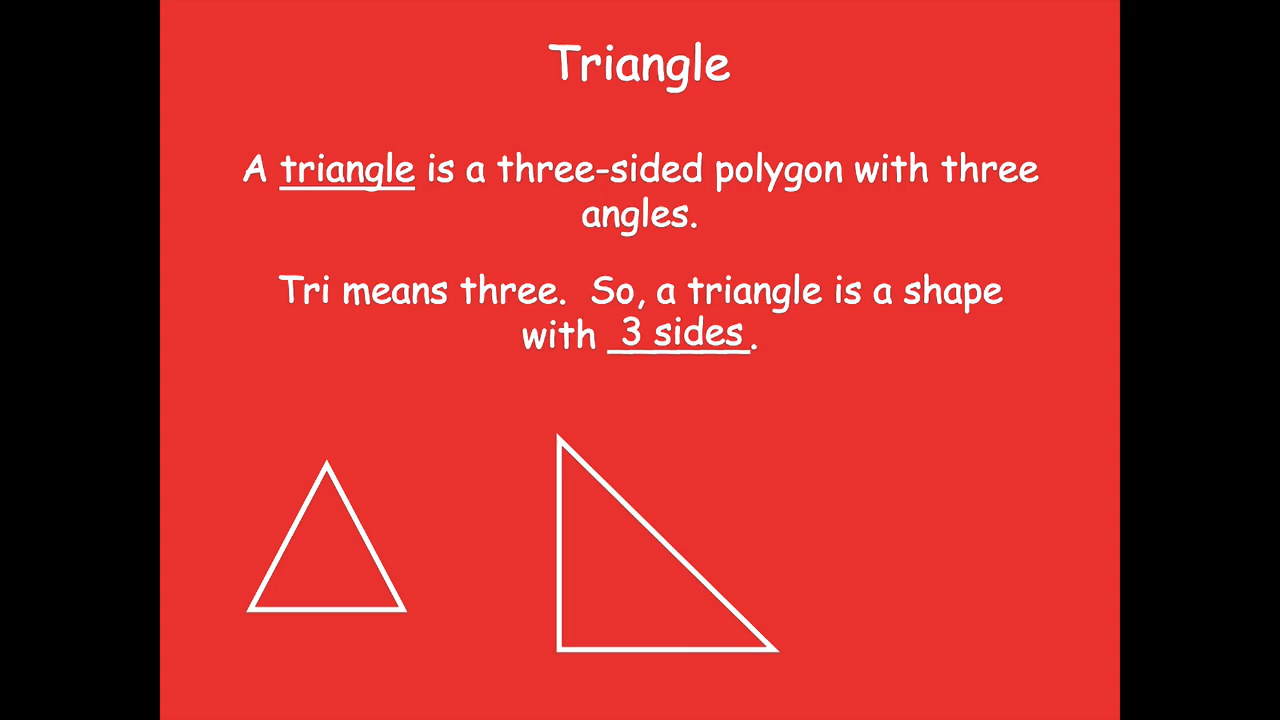 Triangle
A triangle is a three-sided polygon with three
angles.
Tri means three.  So, a triangle is a shape
with 3 sides.